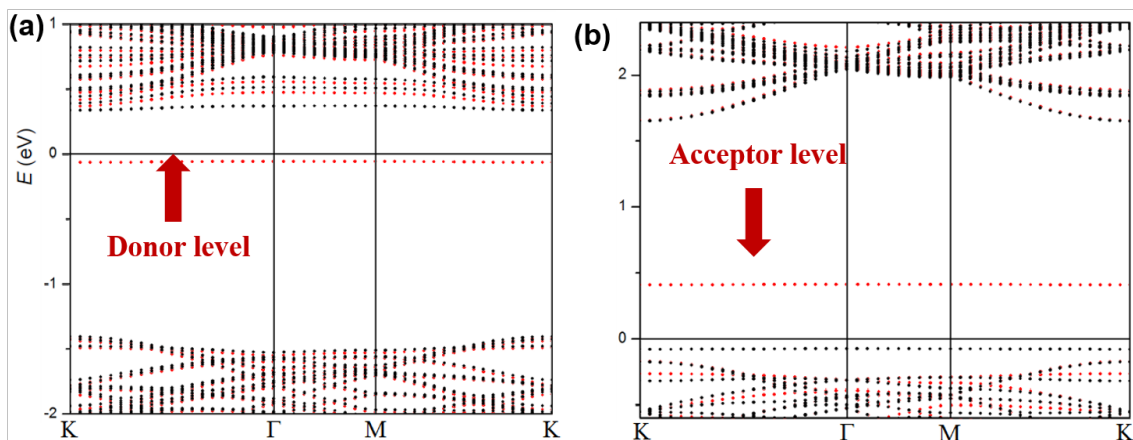 (a)
1
0
-1
-2
E (eV)
Donor level
K Γ M K
(b)
2
1
0
Acceptor level
K Γ M K